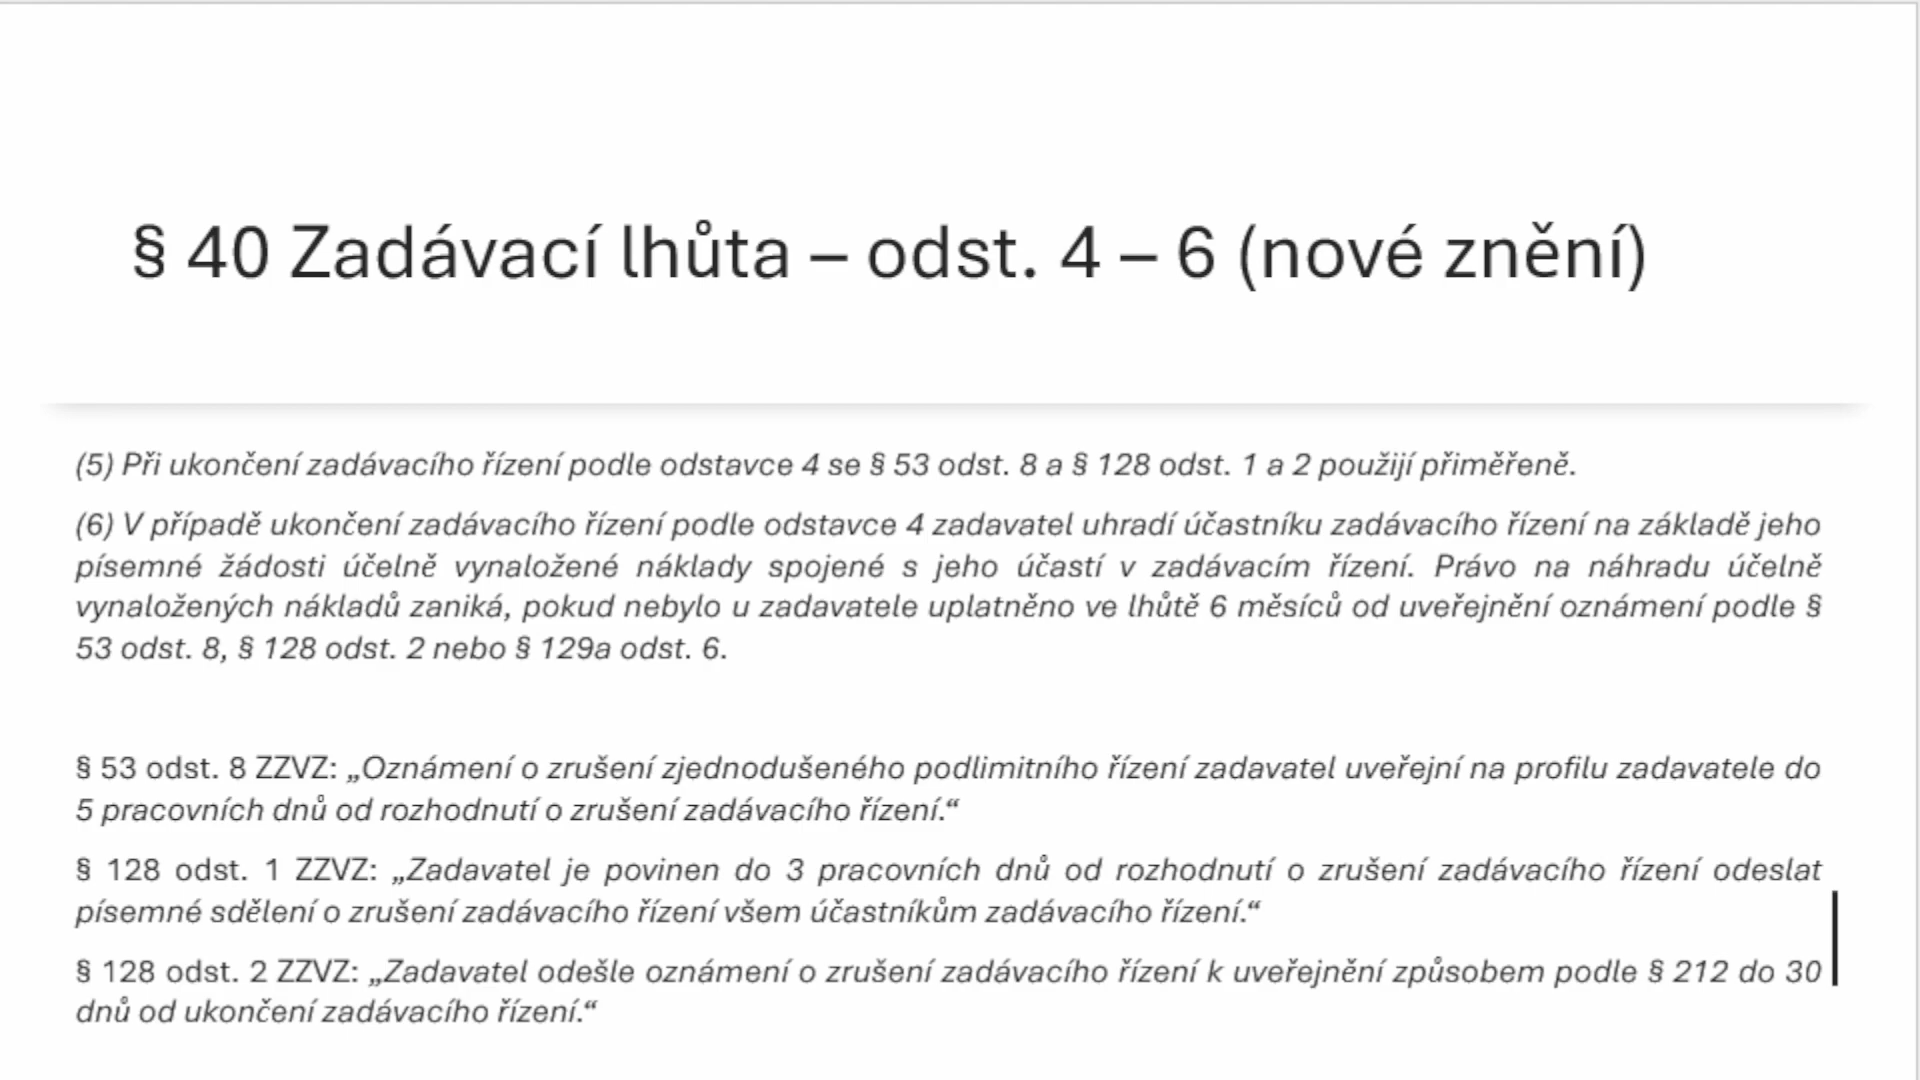 § 40 Zadávací lhůta – odst. 4 – 6 (nové znění)
(5) Při ukončení zadávacího řízení podle odstavce 4 se § 53 odst. 8 a § 128 odst. 1 a 2 použijí přiměřeně.
(6) V případě ukončení zadávacího řízení podle odstavce 4 zadavatel uhradí účastníku zadávacího řízení na základě jeho
písemné žádosti účelně vynaložené náklady spojené s jeho účastí v zadávacím řízení. Právo na náhradu účelně
vynaložených nákladů zaniká, pokud nebylo u zadavatele uplatněno ve lhůtě 6 měsíců od uveřejnění oznámení podle §
53 odst. 8, § 128 odst. 2 nebo § 129a odst. 6.
§ 53 odst. 8 ZZVZ: „Oznámení o zrušení zjednodušeného podlimitního řízení zadavatel uveřejní na profilu zadavatele do
5 pracovních dnů od rozhodnutí o zrušení zadávacího řízení.“
§ 128 odst. 1 ZZVZ: „Zadavatel je povinen do 3 pracovních dnů od rozhodnutí o zrušení zadávacího řízení odeslat
písemné sdělení o zrušení zadávacího řízení všem účastníkům zadávacího řízení.“
§ 128 odst. 2 ZZVZ: „Zadavatel odešle oznámení o zrušení zadávacího řízení k uveřejnění způsobem podle § 212 do 30
dnů od ukončení zadávacího řízení.“